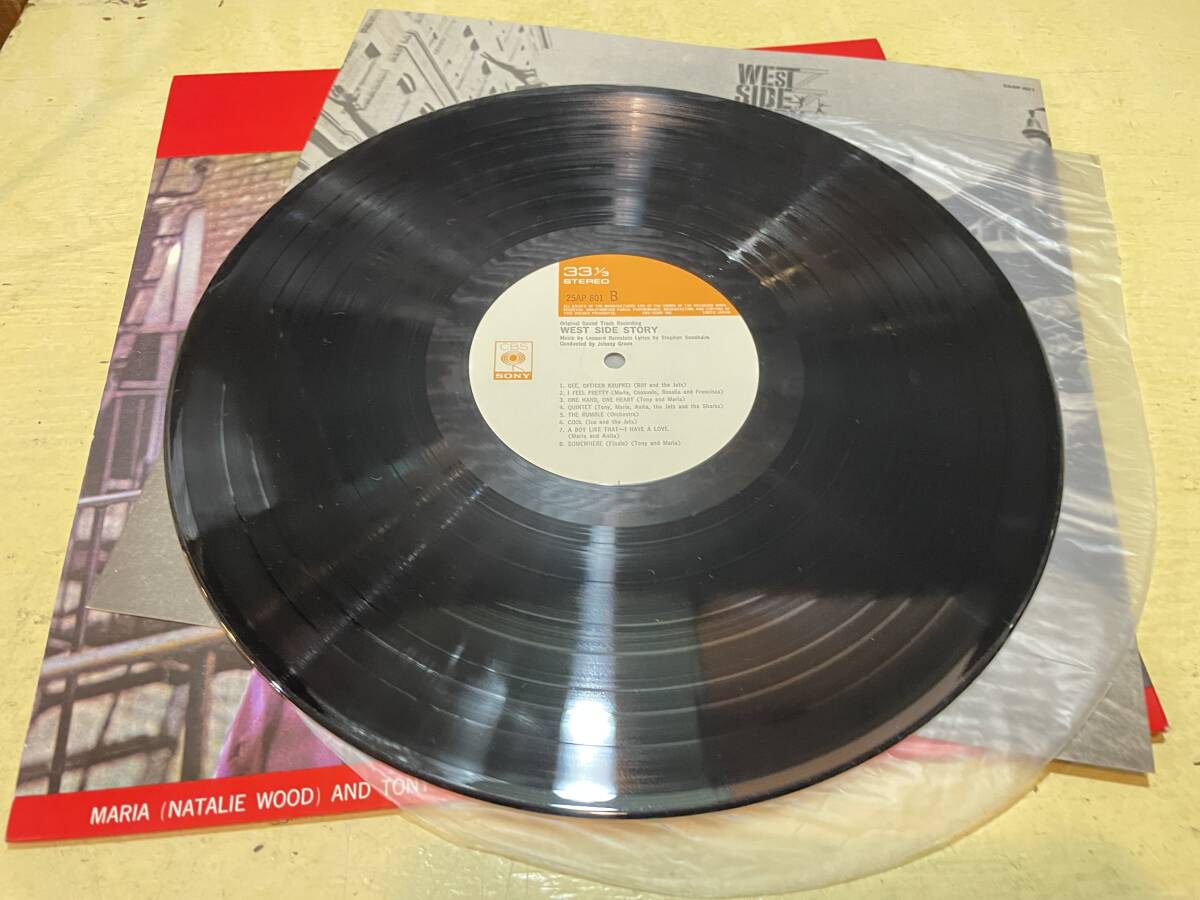 WEST
SIDE
25AP 801
33⅓
STEREO
25AP 801 B
Original Sound Track Recording
WEST SIDE STORY
Music by Leonard Bernstein Lyrics by Stephen Sondheim
Conducted by Johnny Green
CBS
SONY
1. GEE, OFFICER KRUPKE! (Riff and the Jets)
2. I FEEL PRETTY (Maria, Consuelo, Rosalia and Francisca)
3. ONE HAND, ONE HEART (Tony and Maria)
4. QUINTET (Tony, Maria, Anita, the Jets and the Sharks)
5. THE RUMBLE (Orchestra)
6. COOL (Ice and the Jets)
7. A BOY LIKE THAT~I HAVE A LOVE
(Maria and Anita)
8. SOMEWHERE (Finale) (Tony and Maria)
MARIA (NATALIE WOOD) AND TONY